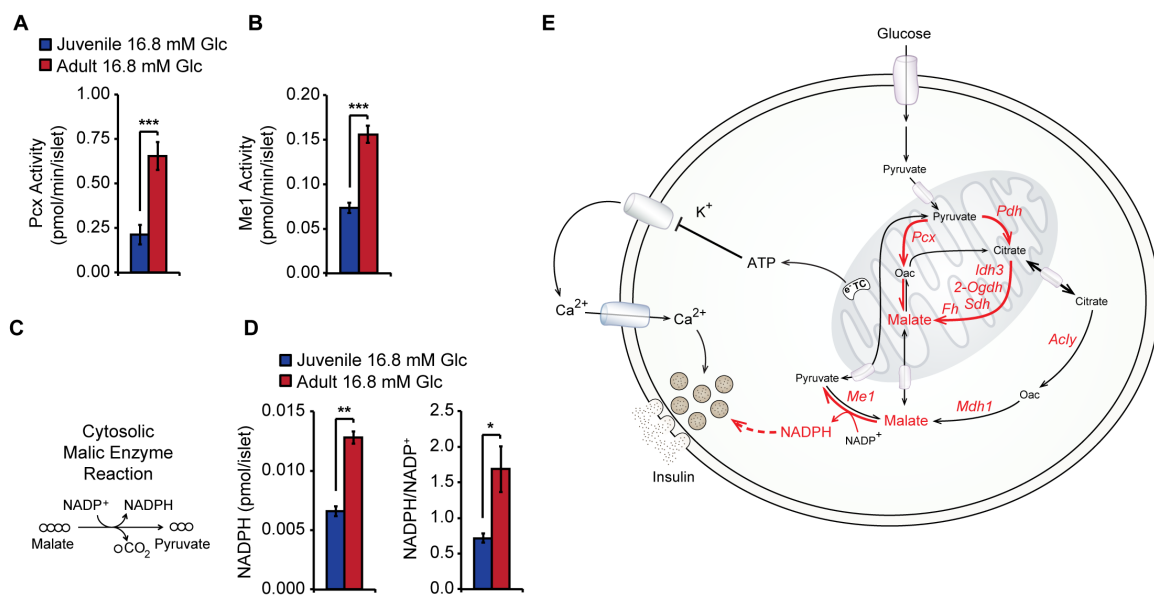 A
Juvenile 16.8 mM Glc
Adult 16.8 mM Glc
Pcx Activity
(pmol/min/islet)
1.00
0.75
0.50
0.25
0.00
***
B
Me1 Activity
(pmol/min/islet)
0.20
0.15
0.10
0.05
0.00
***
C
Cytosolic
Malic Enzyme
Reaction
NADP+ NADPH
Malate CO2 Pyruvate
D
Juvenile 16.8 mM Glc
Adult 16.8 mM Glc
NADPH (pmol/islet)
0.015
0.010
0.005
0.000
**
NADPH/NADP+
2.5
2.0
1.5
1.0
0.5
0.0
*
E
Glucose
Pyruvate
Pyruvate
Pdh
Pcx
Citrate
Oac
Idh3
2-Ogdh
Sdh
Fh
Malate
Citrate
Acly
Oac
Mdh1
Malate
Me1
Pyruvate
NADP+
NADPH
K+
ATP
e-TC
Ca2+
Ca2+
Insulin